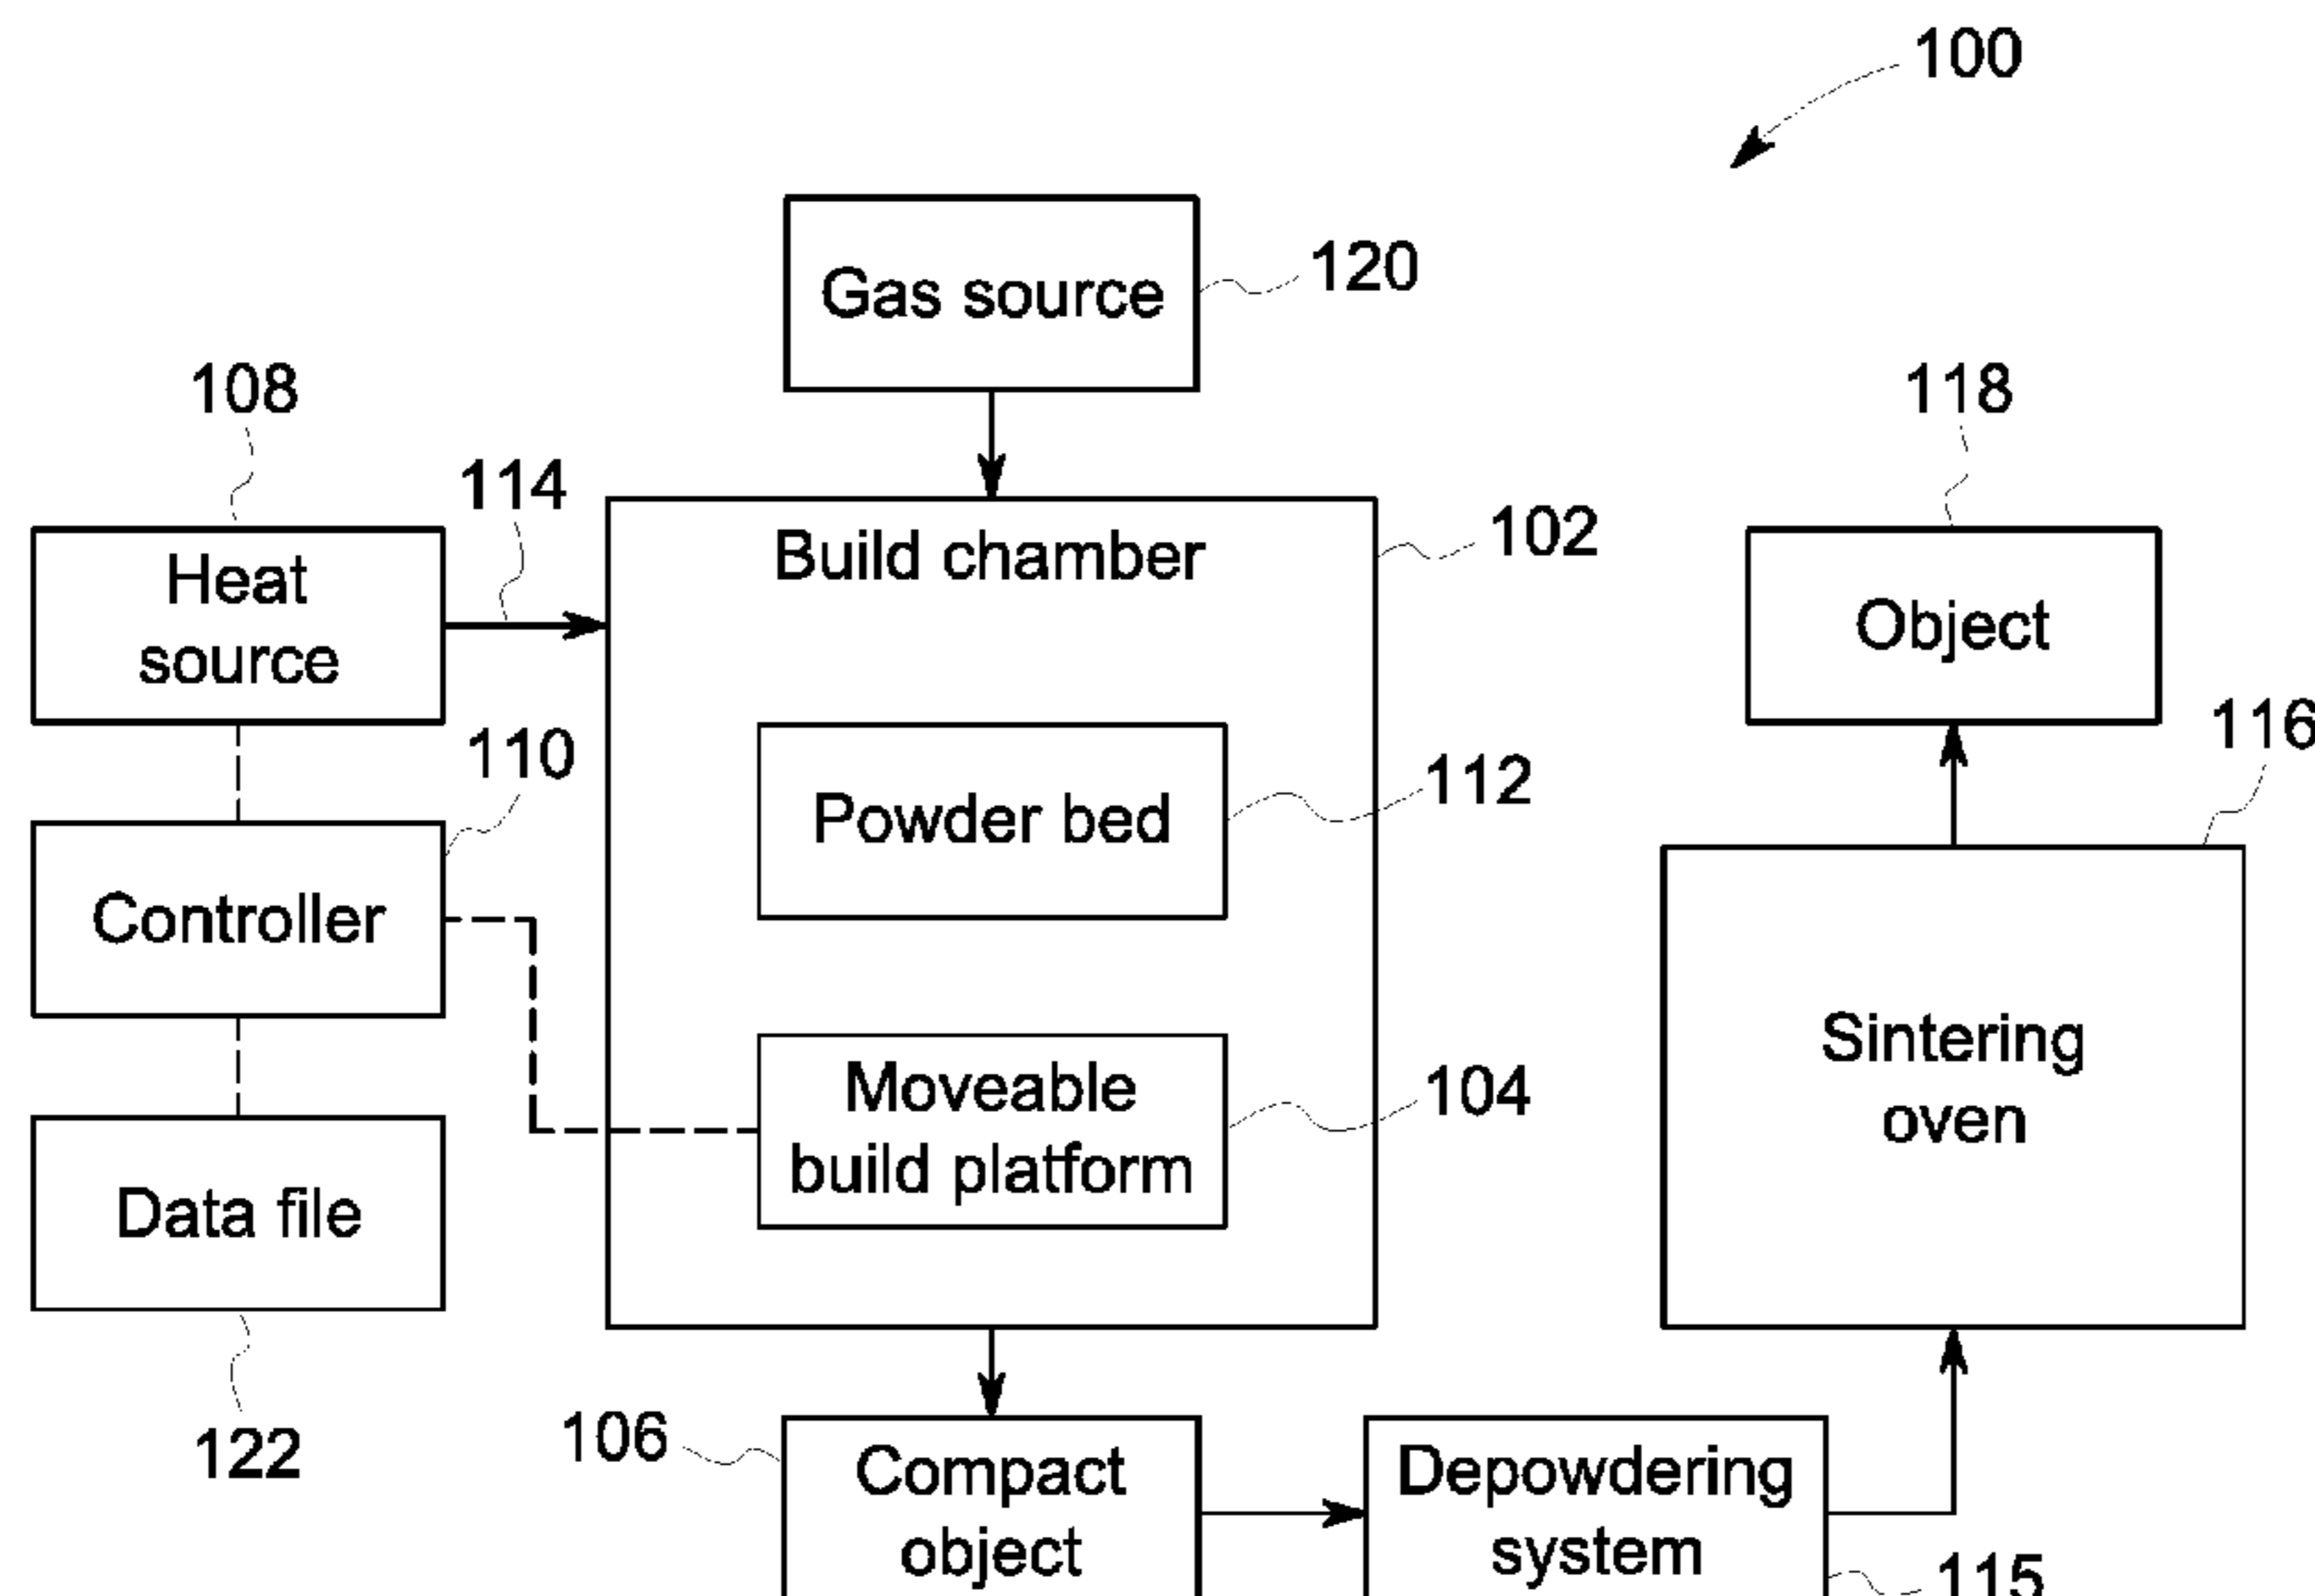 100
Gas source
120
108
114
118
Heat
source
Build chamber
102
Object
110
116
Powder bed
112
Controller
Sintering
oven
Moveable
build platform
104
Data file
122
106
Compact
object
Depowdering
system
115